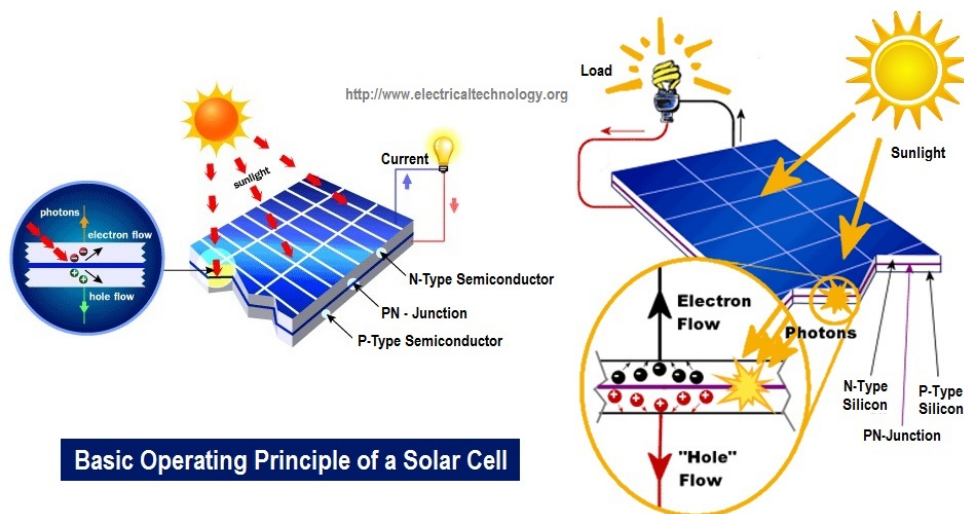 http://www.electricaltechnology.org
Load
Sunlight
sunlight
Current
photons
electron flow
hole flow
N-Type Semiconductor
PN - Junction
P-Type Semiconductor
Electron
Flow
Photons
"Hole"
Flow
N-Type
Silicon
P-Type
Silicon
PN-Junction
Basic Operating Principle of a Solar Cell